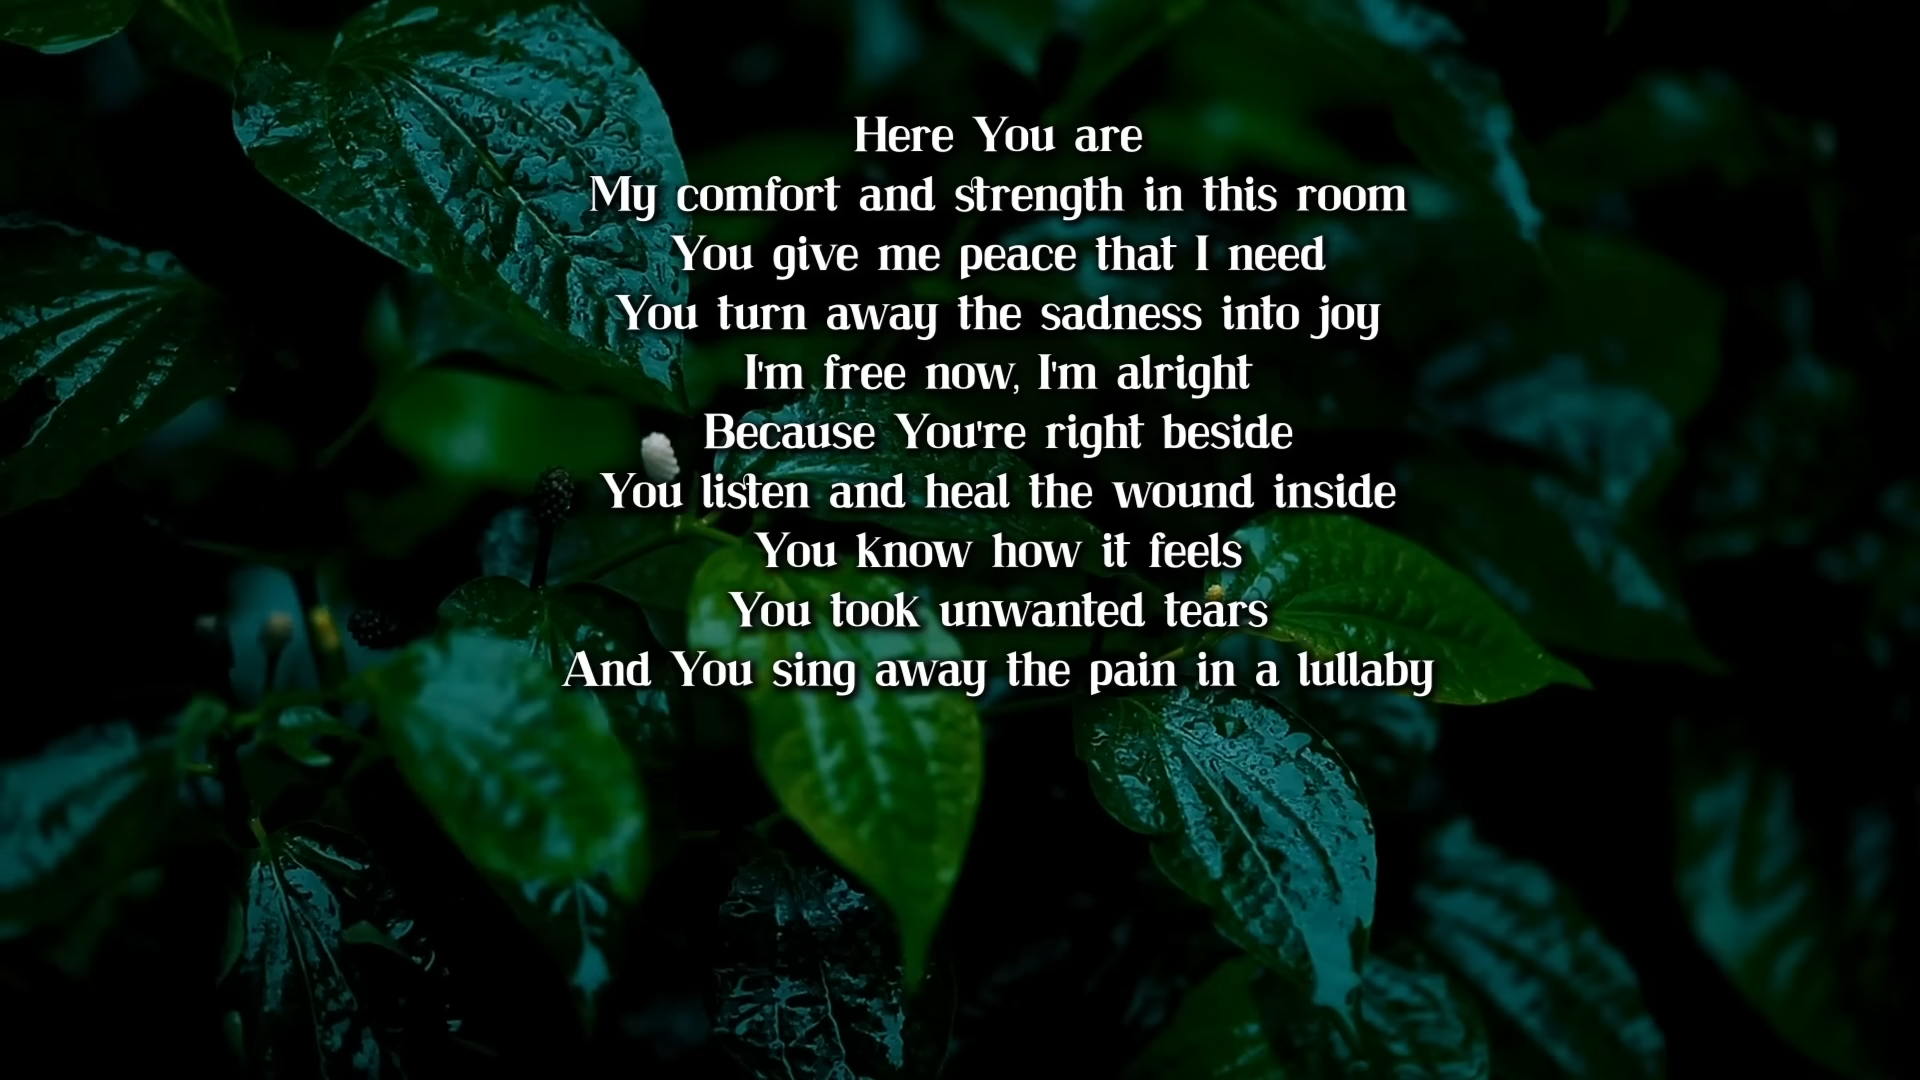 Here You are
My comfort and strength in this room
You give me peace that I need
You turn away the sadness into joy
I'm free now, I'm alright
Because You're right beside
You listen and heal the wound inside
You know how it feels
You took unwanted tears
And You sing away the pain in a lullaby